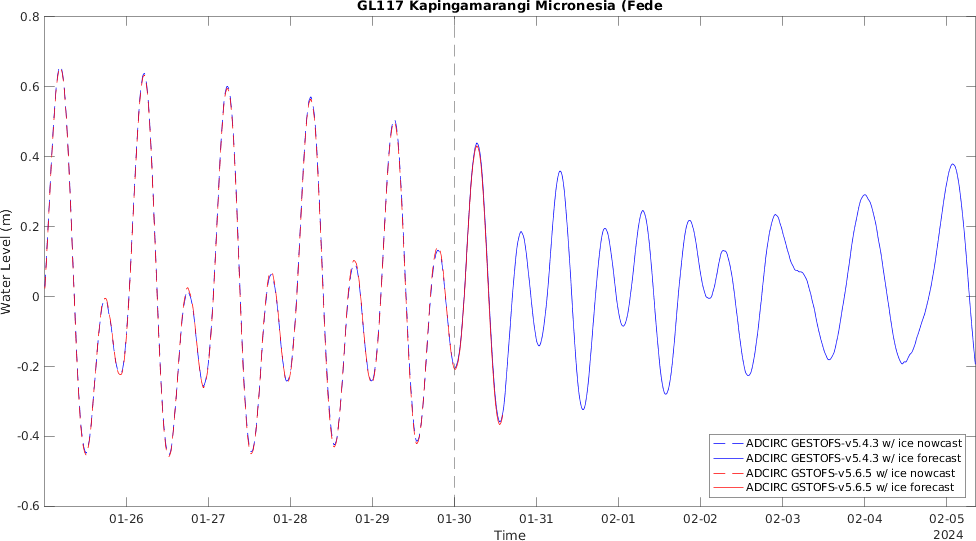 GL117 Kapingamarangi Micronesia (Fede
0.8
0.6
0.4
0.2
0
-0.2
-0.4
-0.6
Water Level (m)
01-26 01-27 01-28 01-29 01-30 01-31 02-01 02-02 02-03 02-04 02-05
Time
2024
ADCIRC GESTOFS-v5.4.3 w/ ice nowcast
ADCIRC GESTOFS-v5.4.3 w/ ice forecast
ADCIRC GSTOFS-v5.6.5 w/ ice nowcast
ADCIRC GSTOFS-v5.6.5 w/ ice forecast